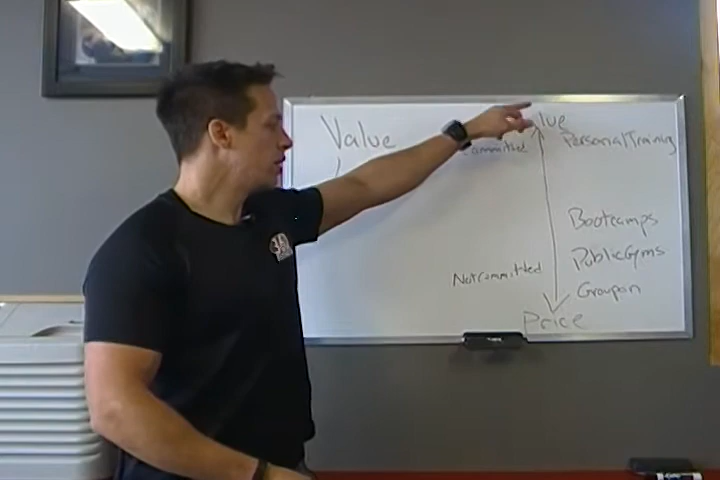 Value
lue
Committed
Personal Training
Bootcamps
Public Gyms
Not committed
Groupon
Price